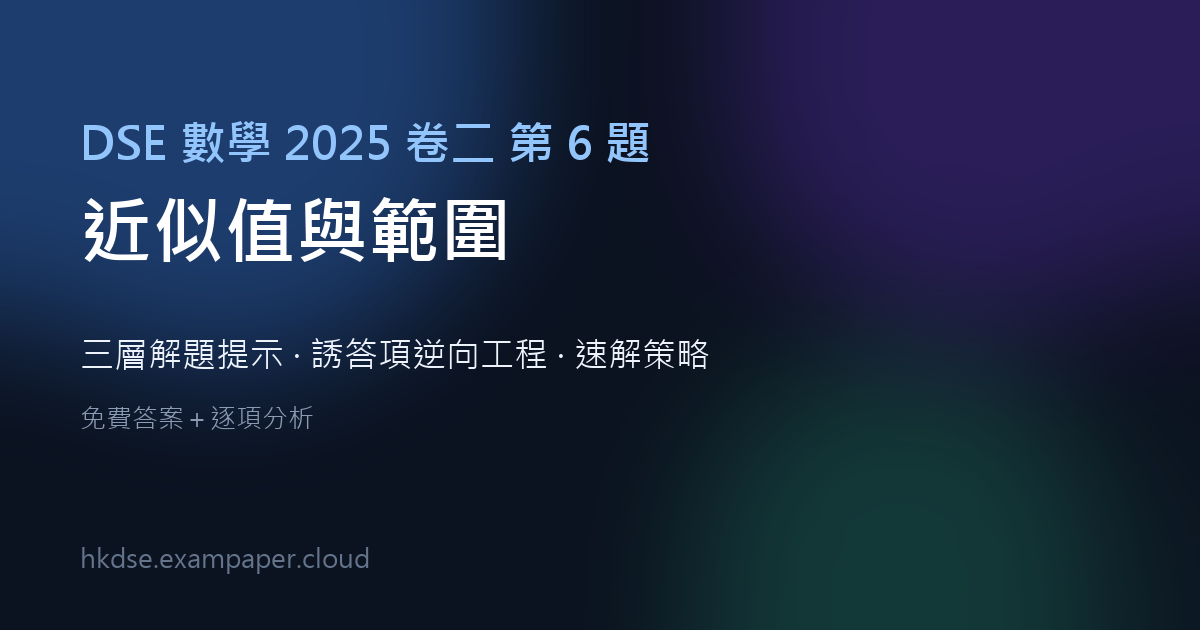 DSE 數學 2025 卷二 第 6 題
近似值與範圍
三層解題提示 · 誘答項逆向工程 · 速解策略
免費答案 + 逐項分析
hkdse.exampaper.cloud